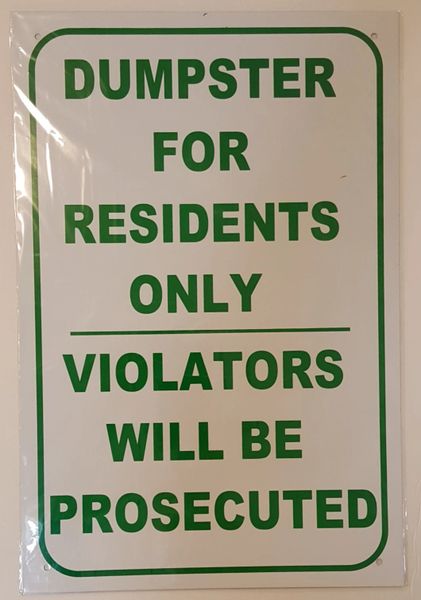 DUMPSTER
FOR
RESIDENTS
ONLY
VIOLATORS
WILL BE
PROSECUTED